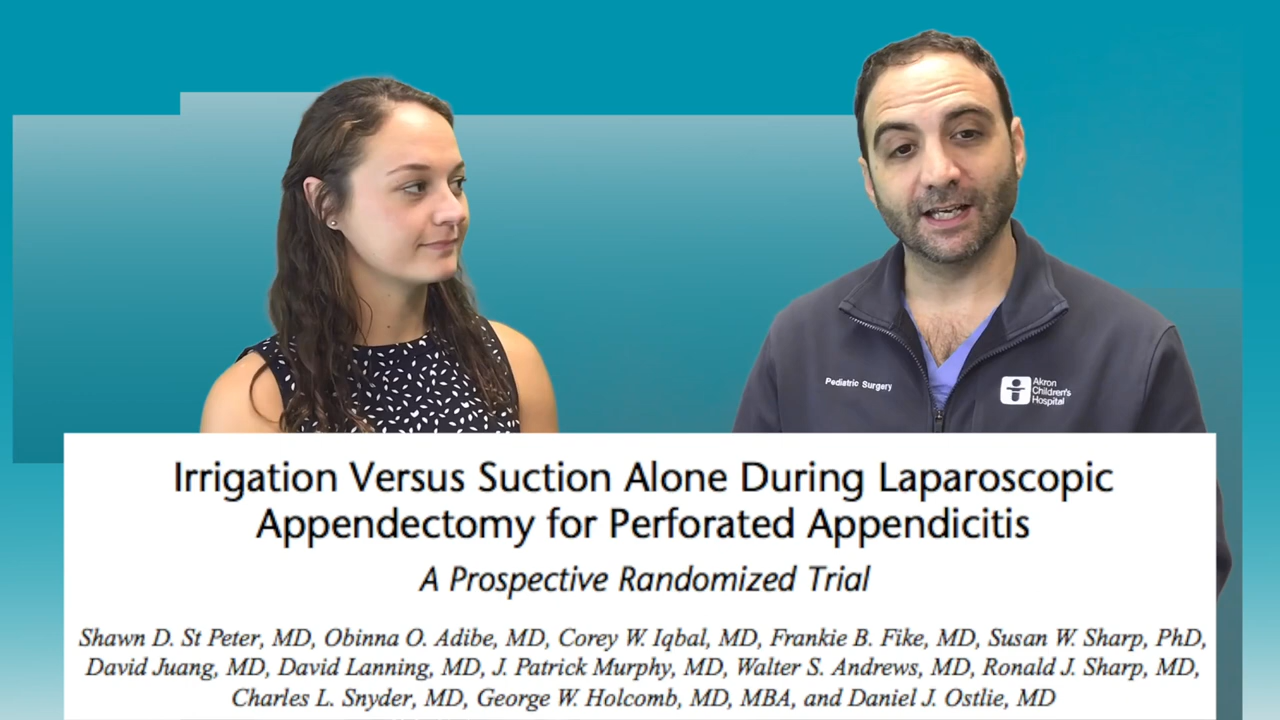 Pediatric Surgery
Akron
Children's
Hospital
Irrigation Versus Suction Alone During Laparoscopic
Appendectomy for Perforated Appendicitis
A Prospective Randomized Trial
Shawn D. St Peter, MD, Obinna O. Adibe, MD, Corey W. Iqbal, MD, Frankie B. Fike, MD, Susan W. Sharp, PhD,
David Juang, MD, David Lanning, MD, J. Patrick Murphy, MD, Walter S. Andrews, MD, Ronald J. Sharp, MD,
Charles L. Snyder, MD, George W. Holcomb, MD, MBA, and Daniel J. Ostlie, MD